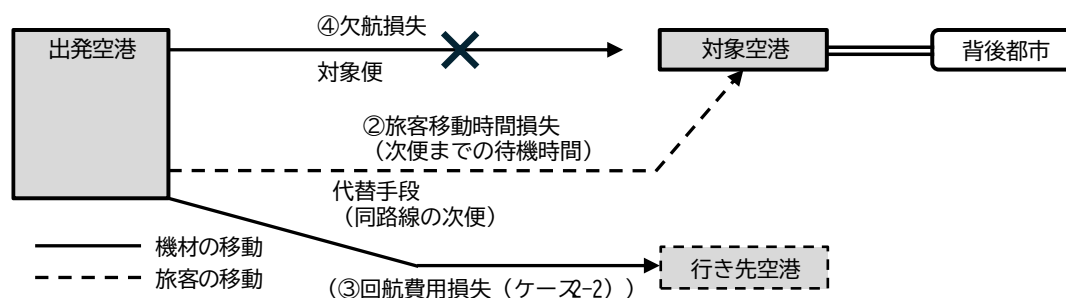 ④欠航損失
出発空港
対象空港
背後都市
対象便
②旅客移動時間損失
（次便までの待機時間）
代替手段
（同路線の次便）
機材の移動
旅客の移動
行き先空港
（③回航費用損失（ケース2-2））